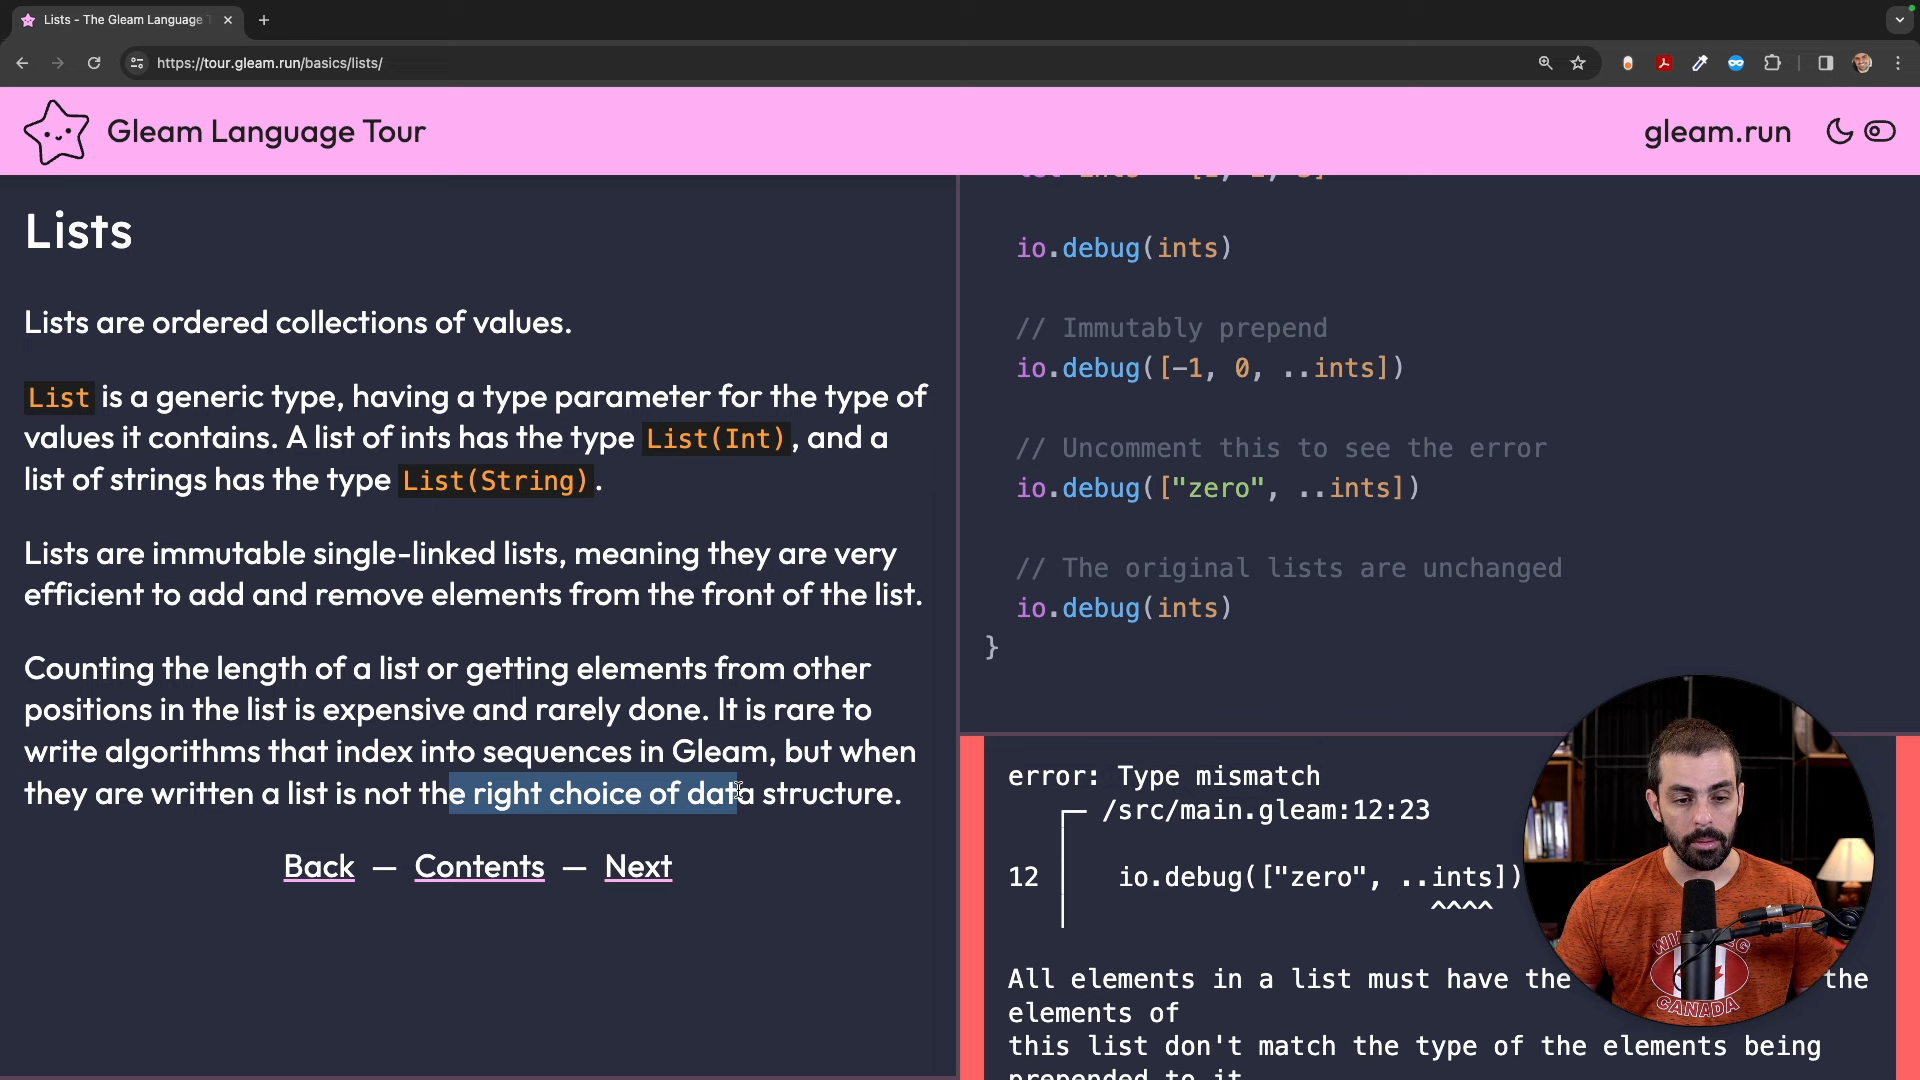 Lists - The Gleam Language
https://tour.gleam.run/basics/lists/
Gleam Language Tour
gleam.run
Lists
Lists are ordered collections of values.
List is a generic type, having a type parameter for the type of
values it contains. A list of ints has the type List(Int), and a
list of strings has the type List(String).
Lists are immutable single-linked lists, meaning they are very
efficient to add and remove elements from the front of the list.
Counting the length of a list or getting elements from other
positions in the list is expensive and rarely done. It is rare to
write algorithms that index into sequences in Gleam, but when
they are written a list is not the right choice of data structure.
Back — Contents — Next
io.debug(ints)
// Immutably prepend
io.debug([-1, 0, ..ints])
// Uncomment this to see the error
io.debug(["zero", ..ints])
// The original lists are unchanged
io.debug(ints)
}
error: Type mismatch
/src/main.gleam:12:23
12 io.debug(["zero", ..ints])
^^^^
All elements in a list must have the the
elements of
this list don't match the type of the elements being
prepended to it
CANADA